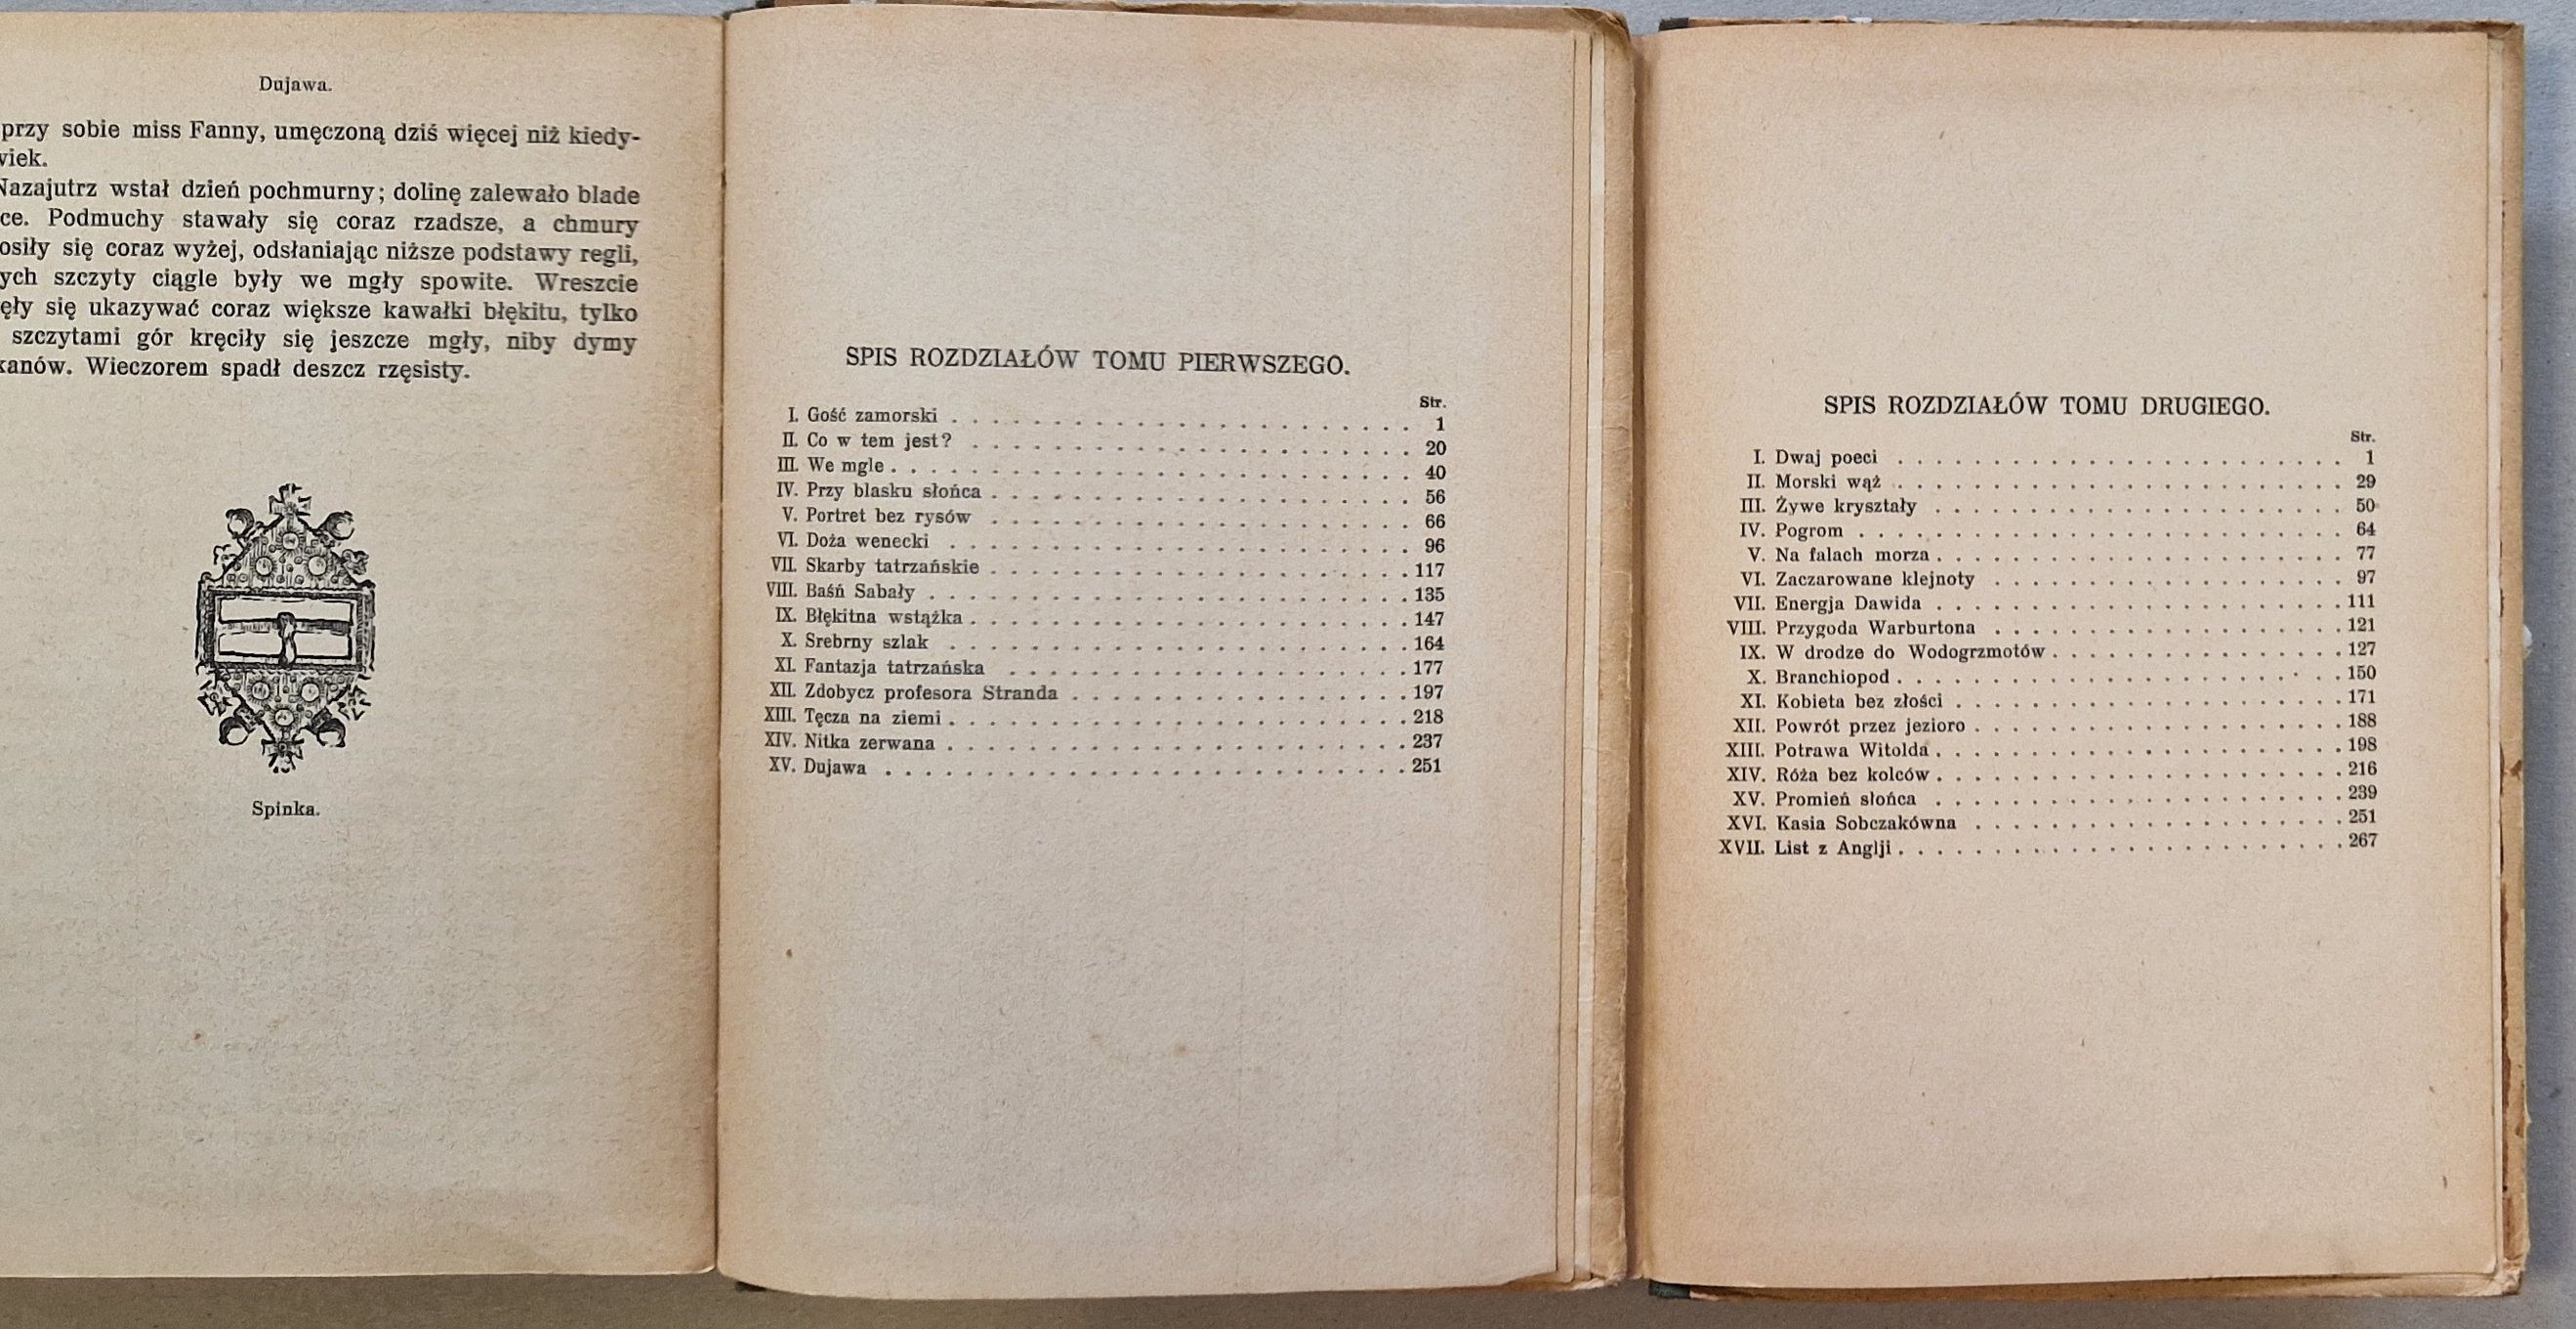 Dujawa.
przy sobie miss Fanny, umęczoną dziś więcej niż kiedy-
wiek.
Nazajutrz wstał dzień pochmurny; dolinę zalewało blade
ce. Podmuchy stawały się coraz rzadsze, a chmury
osiły się coraz wyżej, odsłaniając niższe podstawy regli,
ych szczyty ciągle były we mgły spowite. Wreszcie
ęły się ukazywać coraz większe kawałki błękitu, tylko
szczytami gór kręciły się jeszcze mgły, niby dymy
kanów. Wieczorem spadł deszcz rzęsisty.
Spinka.
SPIS ROZDZIAŁÓW TOMU PIERWSZEGO.
Str.
I. Gość zamorski . . . 1
II. Co w tem jest? . . . 20
III. We mgle . . . 40
IV. Przy blasku słońca . . . 56
V. Portret bez rysów . . . 66
VI. Doża wenecki . . . 96
VII. Skarby tatrzańskie . . . 117
VIII. Baśń Sabały . . . 135
IX. Błękitna wstążka . . . 147
X. Srebrny szlak . . . 164
XI. Fantazja tatrzańska . . . 177
XII. Zdobycz profesora Stranda . . . 197
XIII. Tęcza na ziemi . . . 218
XIV. Nitka zerwana . . . 237
XV. Dujawa . . . 251
SPIS ROZDZIAŁÓW TOMU DRUGIEGO.
Str.
I. Dwaj poeci . . . 1
II. Morski wąż . . . 29
III. Żywe kryształy . . . 50
IV. Pogrom . . . 64
V. Na falach morza . . . 77
VI. Zaczarowane klejnoty . . . 97
VII. Energja Dawida . . . 111
VIII. Przygoda Warburtona . . . 121
IX. W drodze do Wodogrzmotów . . . 127
X. Branchiopod . . . 150
XI. Kobieta bez złości . . . 171
XII. Powrót przez jezioro . . . 188
XIII. Potrawa Witolda . . . 198
XIV. Róża bez kolców . . . 216
XV. Promień słońca . . . 239
XVI. Kasia Sobczakówna . . . 251
XVII. List z Anglji . . . 267